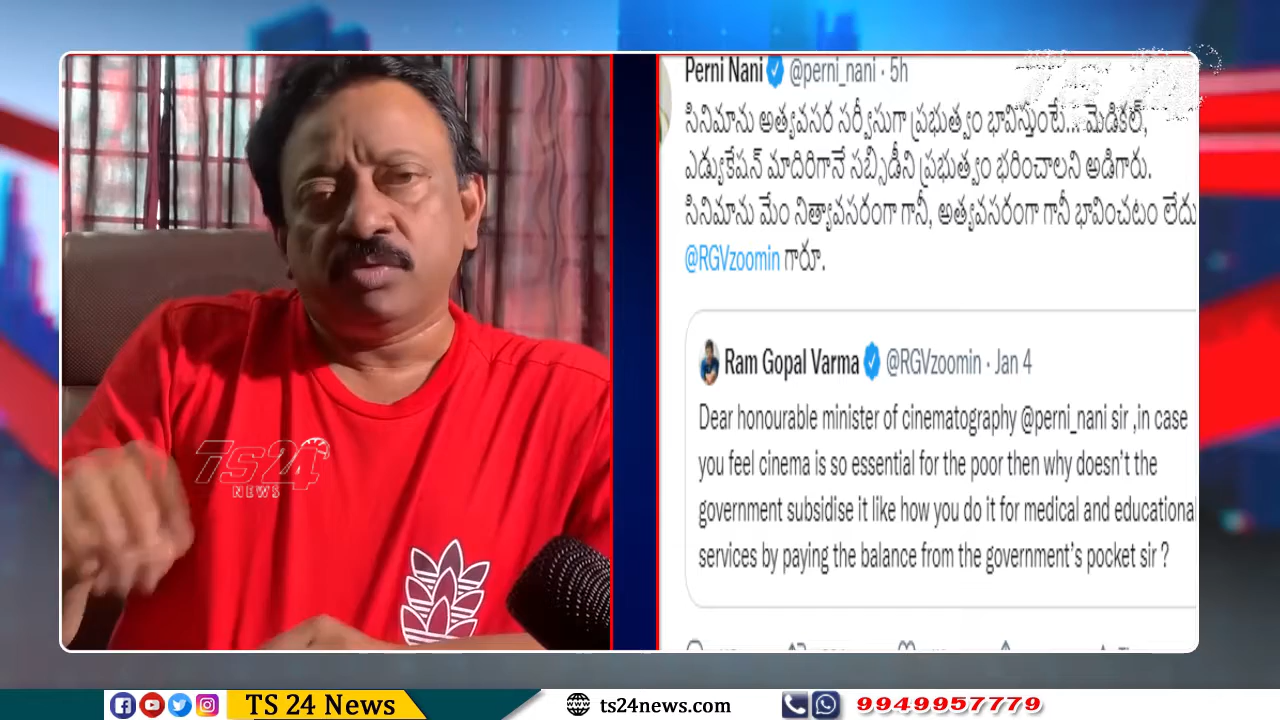 Perni Nani @perni_nani · 5h
TS 24
సినిమాను అత్యవసర సర్వీసుగా ప్రభుత్వం భావిస్తుంటే... మెడికల్,
ఎడ్యుకేషన్ మాదిరిగానే సబ్సిడీని ప్రభుత్వం భరించాలని అడిగారు.
సినిమాను మేం నిత్యావసరంగా గానీ, అత్యవసరంగా గానీ భావించటం లేదు
@RGVzoomin గారూ.
Ram Gopal Varma @RGVzoomin · Jan 4
Dear honourable minister of cinematography @perni_nani sir ,in case
you feel cinema is so essential for the poor then why doesn't the
government subsidise it like how you do it for medical and educational
services by paying the balance from the government's pocket sir ?
TS 24
NEWS
TS 24 News
ts24news.com
9949957779